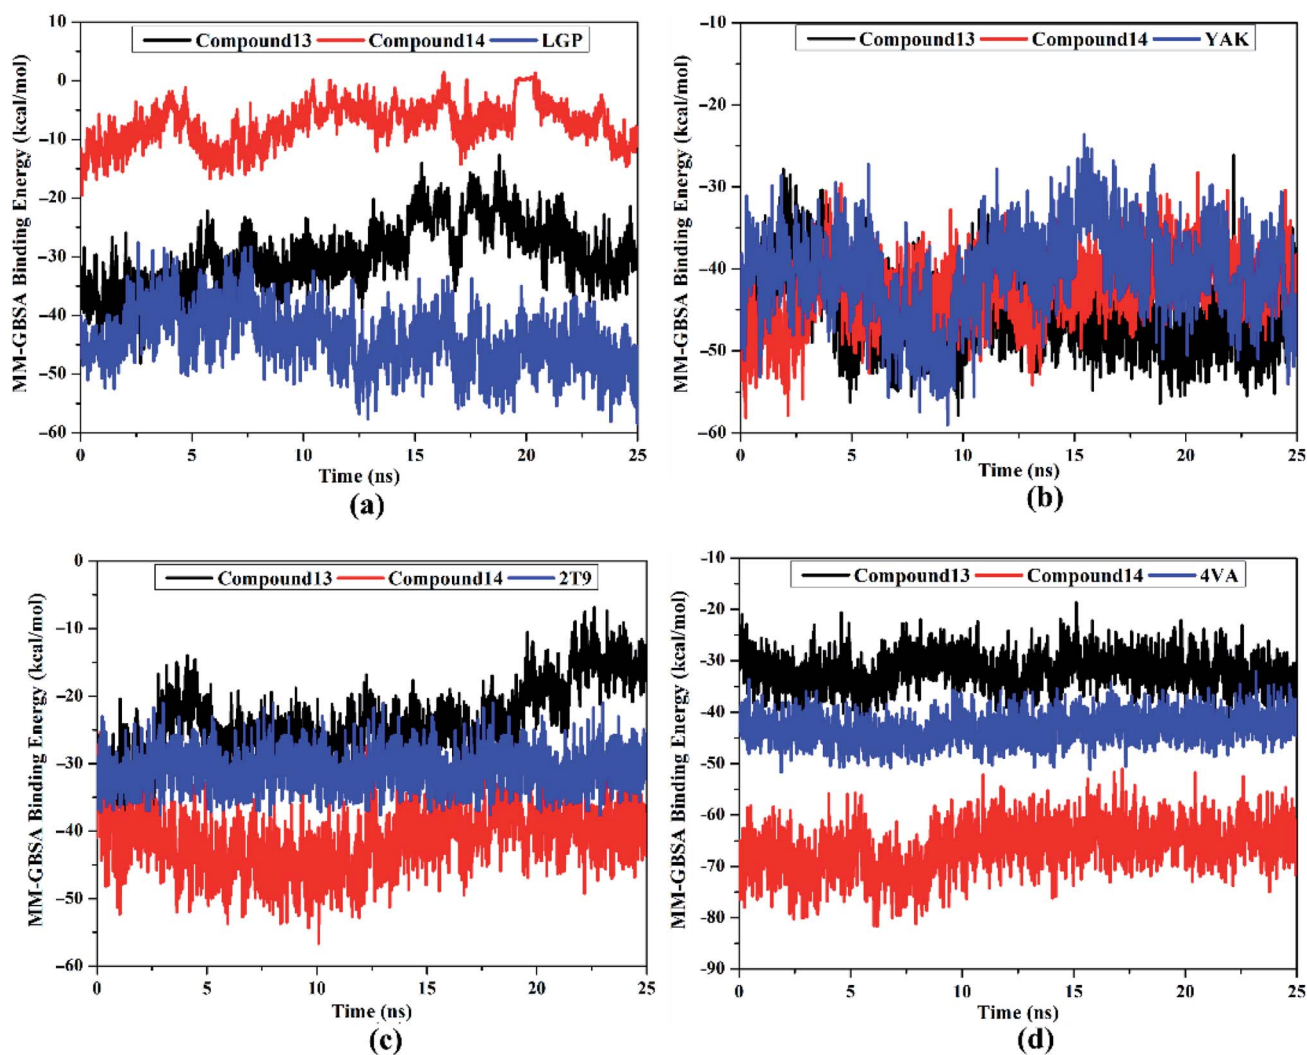 Compound13 Compound14 LGP
MM-GBSA Binding Energy (kcal/mol)
10
0
−10
−20
−30
−40
−50
−60
0 5 10 15 20 25
Time (ns)
(a)
Compound13 Compound14 YAK
MM-GBSA Binding Energy (kcal/mol)
-10
-20
-30
-40
-50
-60
0 5 10 15 20 25
Time (ns)
(b)
Compound13 Compound14 2T9
MM-GBSA Binding Energy (kcal/mol)
0
−10
−20
−30
−40
−50
−60
0 5 10 15 20 25
Time (ns)
(c)
Compound13 Compound14 4VA
MM-GBSA Binding Energy (kcal/mol)
-10
-20
-30
-40
-50
-60
-70
-80
-90
0 5 10 15 20 25
Time (ns)
(d)